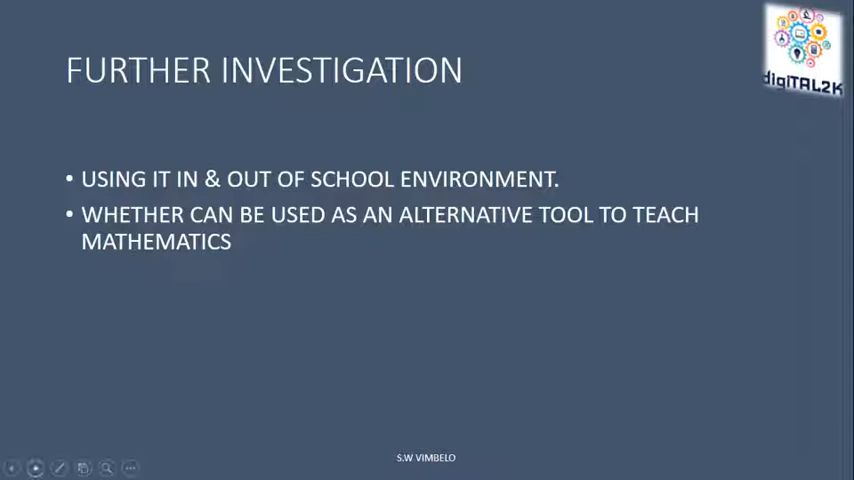 FURTHER INVESTIGATION
digiTAL2K
• USING IT IN & OUT OF SCHOOL ENVIRONMENT.
• WHETHER CAN BE USED AS AN ALTERNATIVE TOOL TO TEACH
MATHEMATICS
S.W VIMBELO